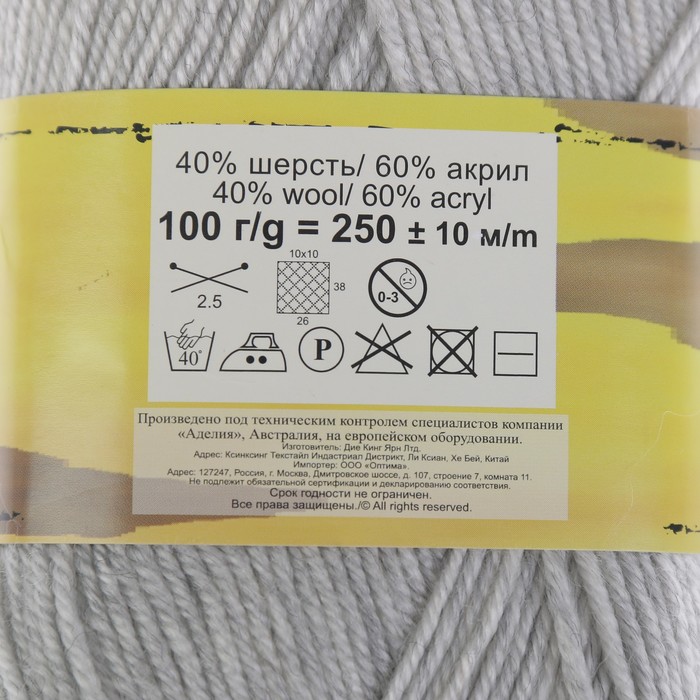 40% шерсть/ 60% акрил
40% wool/ 60% acryl
100 г/g = 250 ± 10 м/m
10x10
38
2.5
26
0-3
40°
P
Произведено под техническим контролем специалистов компании
«Аделия», Австралия, на европейском оборудовании.
Изготовитель: Дие Кинг Ярн Лтд.
Адрес: Ксинксинг Текстайл Индастриал Дистрикт, Ли Ксиан, Хе Бей, Китай
Импортер: ООО «Оптима».
Адрес: 127247, Россия, г. Москва, Дмитровское шоссе, д. 107, строение 7, комната 11.
Не подлежит обязательной сертификации и декларированию соответствия.
Срок годности не ограничен.
Все права защищены./© All rights reserved.